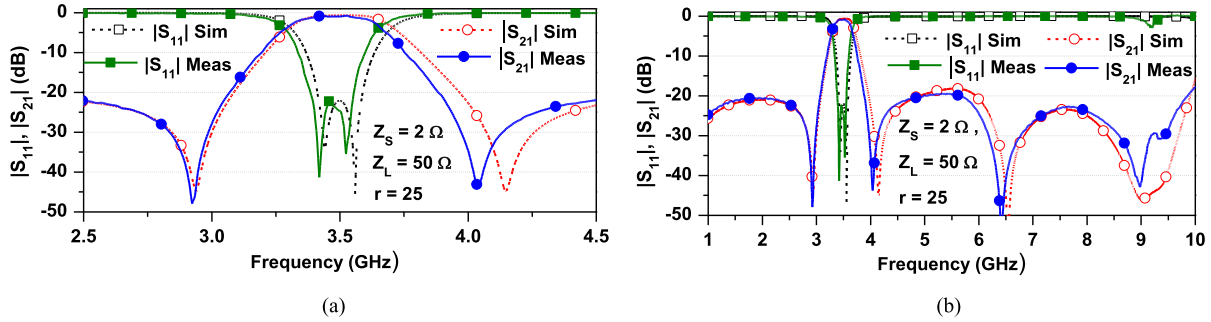 0
-10
-20
-30
-40
-50
|S11|, |S21| (dB)
|S11| Sim
|S21| Sim
|S11| Meas
|S21| Meas
ZS = 2 Ω
ZL = 50 Ω
r = 25
2.5 3.0 3.5 4.0 4.5
Frequency (GHz)
(a)
0
-10
-20
-30
-40
-50
|S11|, |S21| (dB)
|S11| Sim
|S21| Sim
|S11| Meas
|S21| Meas
ZS = 2 Ω ,
ZL = 50 Ω
r = 25
1 2 3 4 5 6 7 8 9 10
Frequency (GHz)
(b)